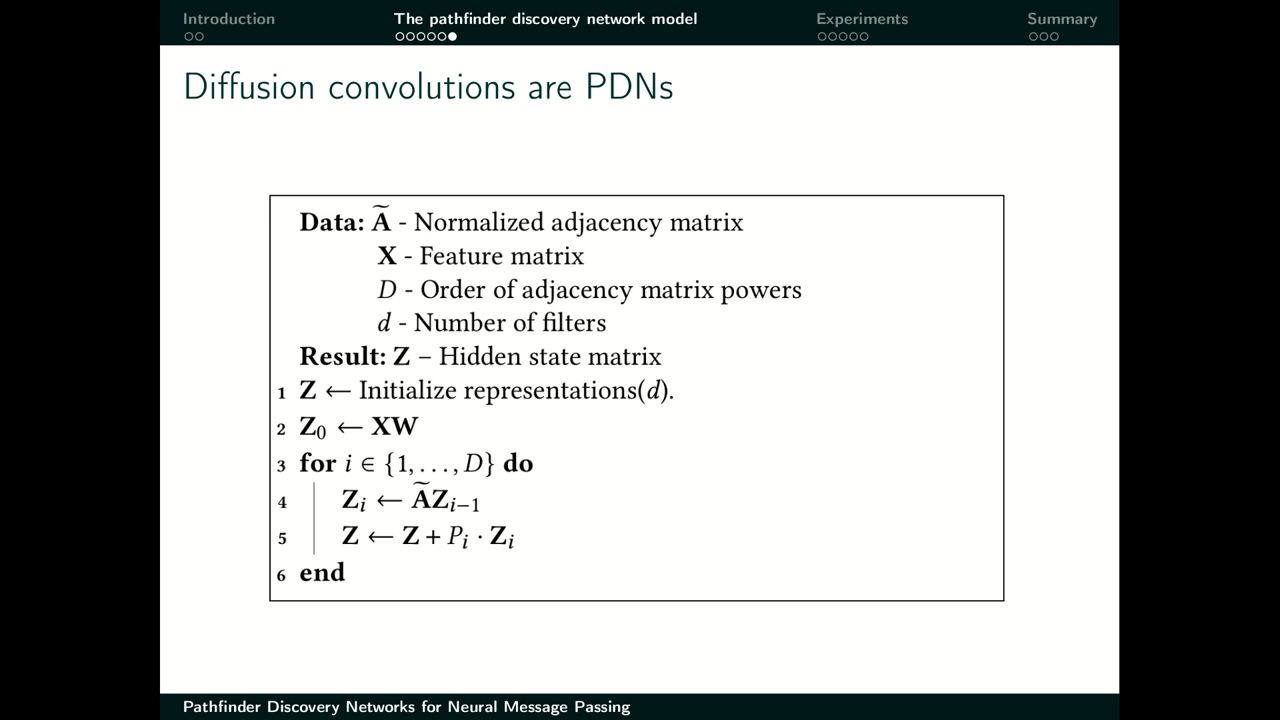 Introduction
The pathfinder discovery network model
Experiments
Summary
Diffusion convolutions are PDNs
Data: Ã - Normalized adjacency matrix
X - Feature matrix
D - Order of adjacency matrix powers
d - Number of filters
Result: Z – Hidden state matrix
1 Z ← Initialize representations(d).
2 Z₀ ← XW
3 for i ∈ {1, . . . , D} do
4 Zᵢ ← ÃZᵢ₋₁
5 Z ← Z + Pᵢ · Zᵢ
6 end
Pathfinder Discovery Networks for Neural Message Passing